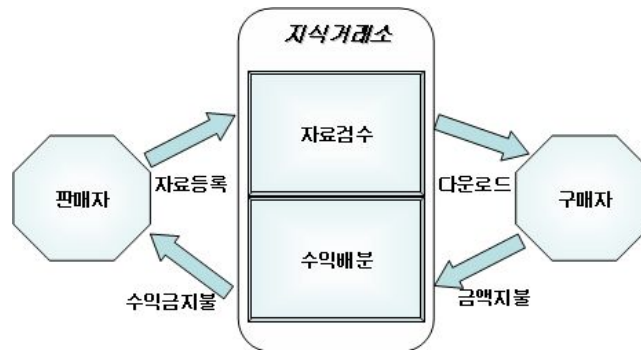 지식거래소
자료검수
판매자
자료등록
다운로드
구매자
수익배분
수익금지불
금액지불